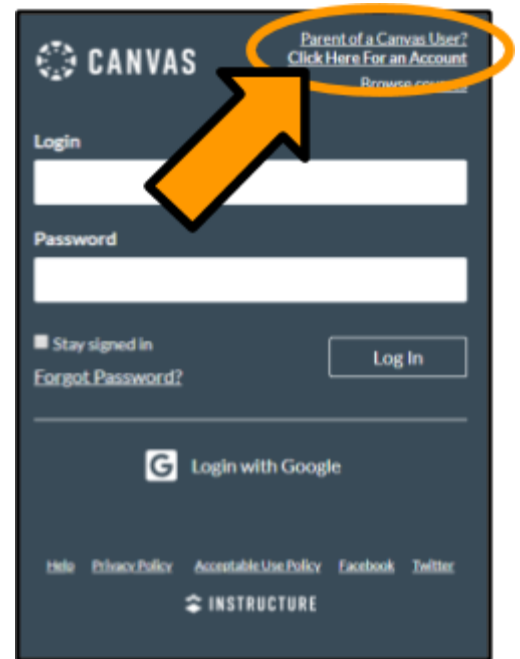 CANVAS
Parent of a Canvas User?
Click Here For an Account
Browse
Login
Password
Stay signed in
Log In
Forgot Password?
G Login with Google
Help Privacy Policy Acceptable Use Policy Facebook Twitter
INSTRUCTURE